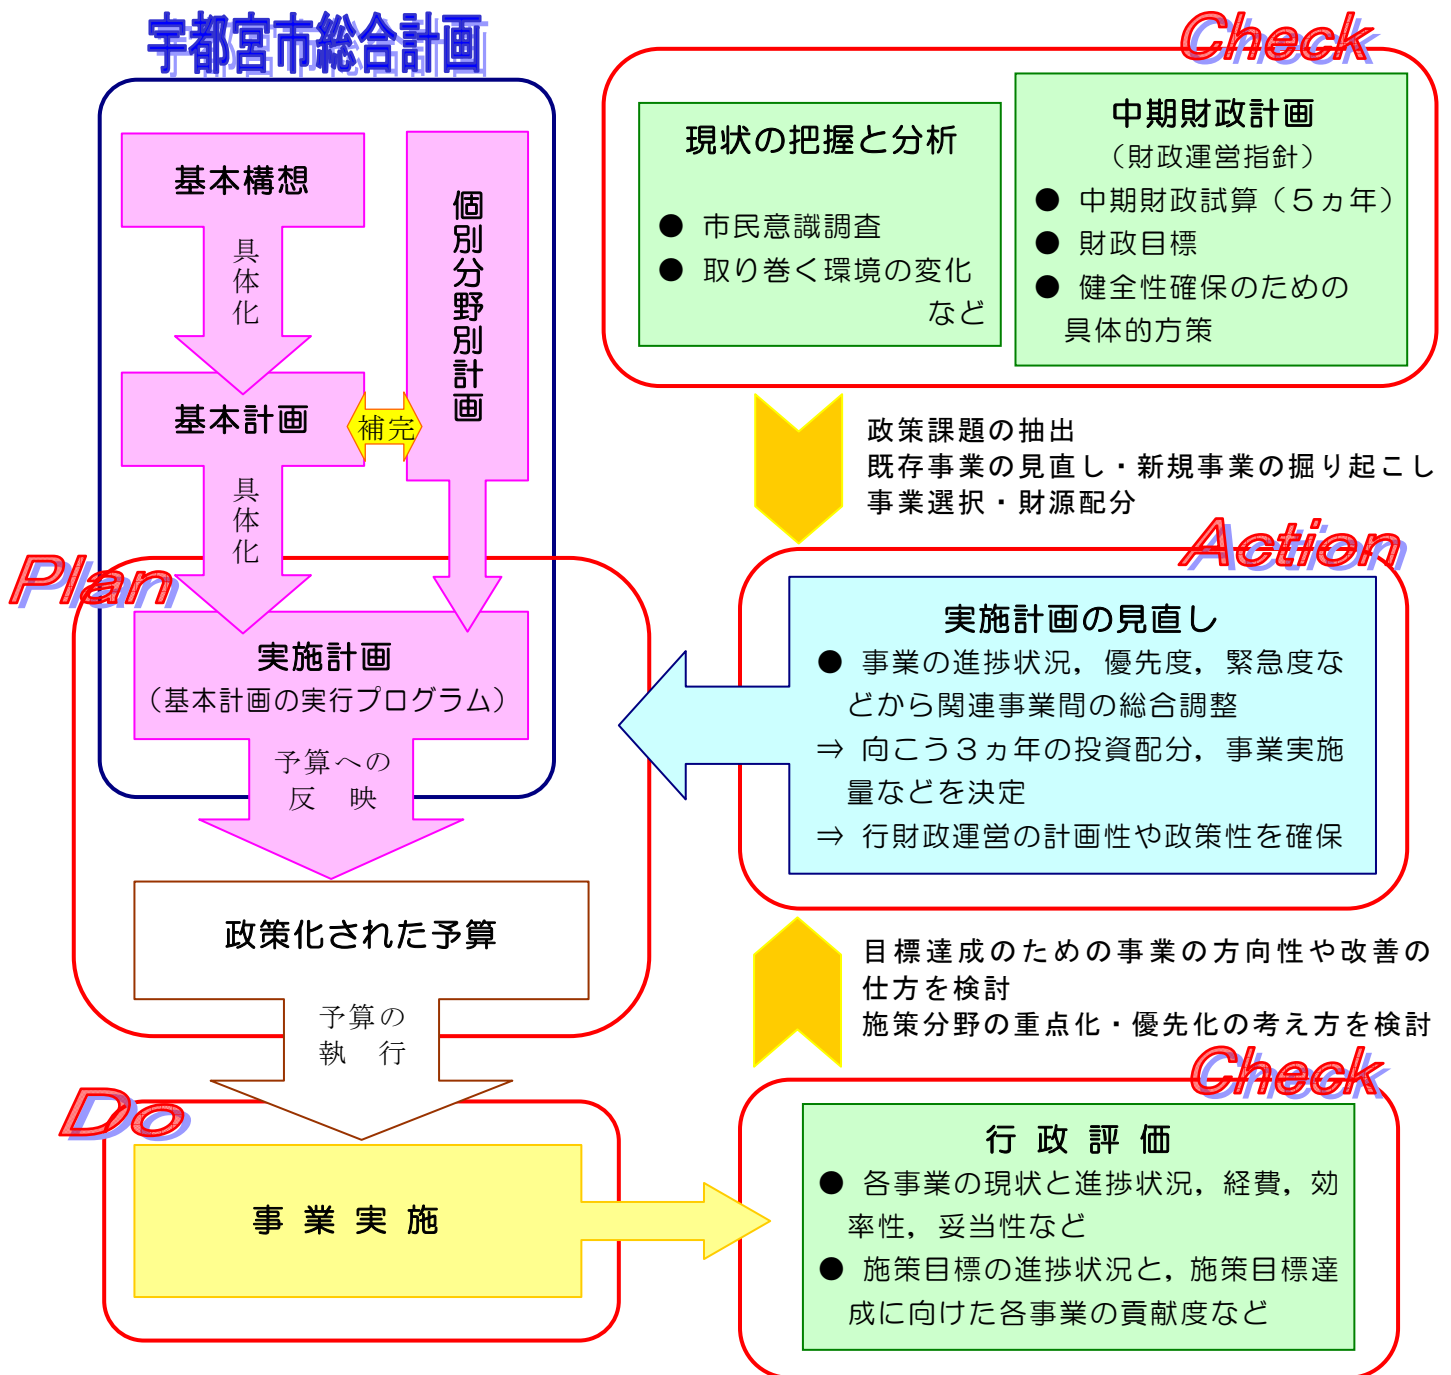 宇都宮市総合計画
基本構想
具体化
基本計画
補完
個別分野別計画
具体化
Plan
実施計画
（基本計画の実行プログラム）
予算への
反　映
政策化された予算
予算の
執　行
Do
事 業 実 施
Check
現状の把握と分析
● 市民意識調査
● 取り巻く環境の変化
など
中期財政計画
（財政運営指針）
● 中期財政試算（５ヵ年）
● 財政目標
● 健全性確保のための
具体的方策
政策課題の抽出
既存事業の見直し・新規事業の掘り起こし
事業選択・財源配分
Action
実施計画の見直し
● 事業の進捗状況，優先度，緊急度な
どから関連事業間の総合調整
⇒ 向こう３ヵ年の投資配分，事業実施
量などを決定
⇒ 行財政運営の計画性や政策性を確保
目標達成のための事業の方向性や改善の
仕方を検討
施策分野の重点化・優先化の考え方を検討
Check
行 政 評 価
● 各事業の現状と進捗状況，経費，効
率性，妥当性など
● 施策目標の進捗状況と，施策目標達
成に向けた各事業の貢献度など